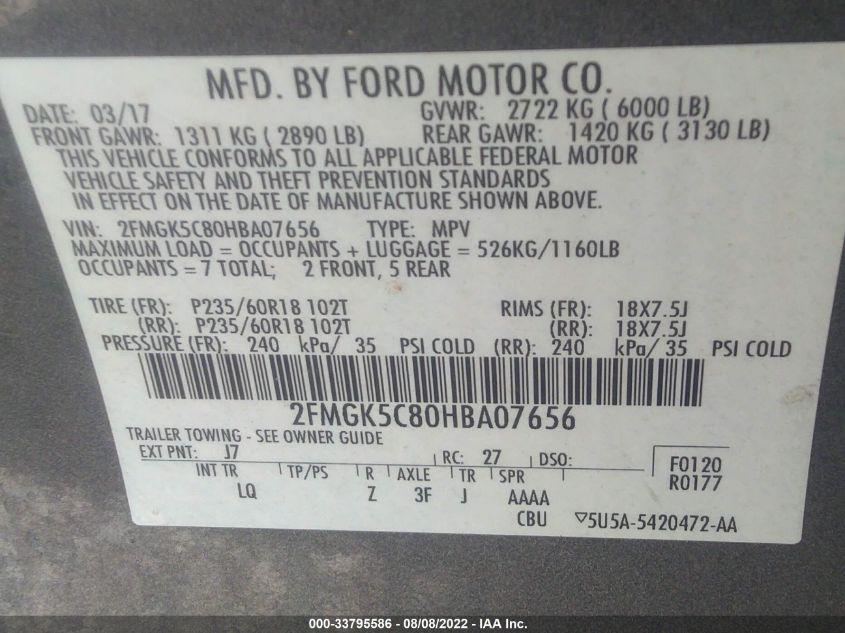 MFD. BY FORD MOTOR CO.
DATE: 03/17 GVWR: 2722 KG ( 6000 LB)
FRONT GAWR: 1311 KG ( 2890 LB) REAR GAWR: 1420 KG ( 3130 LB)
THIS VEHICLE CONFORMS TO ALL APPLICABLE FEDERAL MOTOR
VEHICLE SAFETY AND THEFT PREVENTION STANDARDS
IN EFFECT ON THE DATE OF MANUFACTURE SHOWN ABOVE.
VIN: 2FMGK5C80HBA07656 TYPE: MPV
MAXIMUM LOAD = OCCUPANTS + LUGGAGE = 526KG/1160LB
OCCUPANTS = 7 TOTAL; 2 FRONT, 5 REAR
TIRE (FR): P235/60R18 102T RIMS (FR): 18X7.5J
(RR): P235/60R18 102T (RR): 18X7.5J
PRESSURE (FR): 240 kPa/ 35 PSI COLD (RR): 240 kPa/ 35 PSI COLD
2FMGK5C80HBA07656
TRAILER TOWING - SEE OWNER GUIDE
EXT PNT: J7 RC: 27 DSO: F0120
INT TR TP/PS R AXLE TR SPR R0177
LQ Z 3F J AAAA
CBU ▽5U5A-5420472-AA
000-33795586 - 08/08/2022 - IAA Inc.